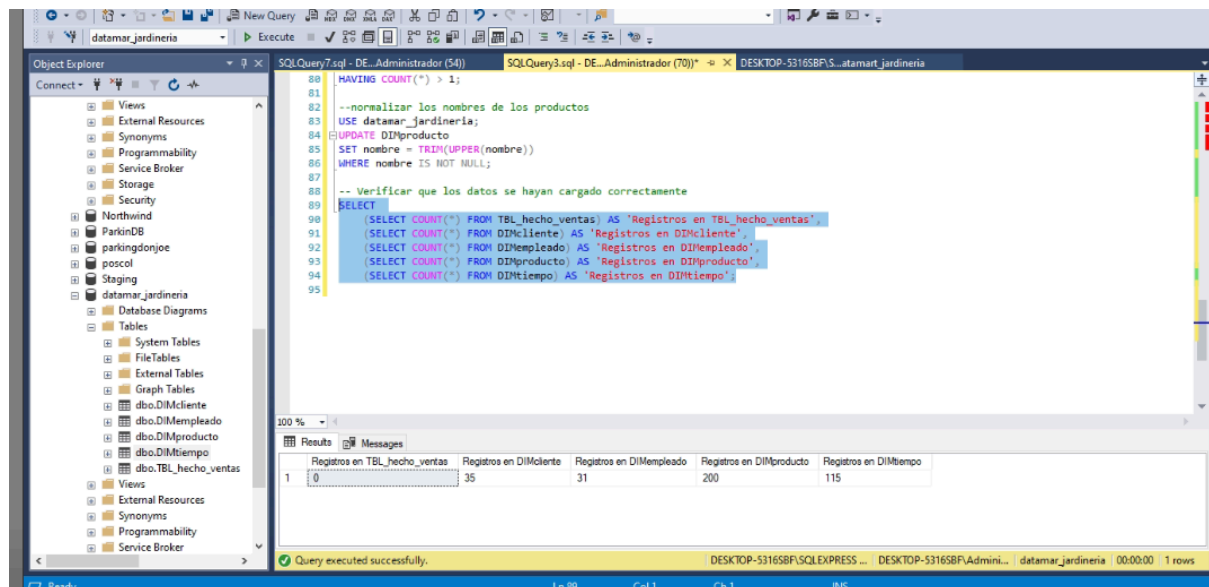 New Query
datamar_jardineria
Execute
Object Explorer
SQLQuery7.sql - DE...Administrador (54))
SQLQuery3.sql - DE...Administrador (70))*
DESKTOP-5316SBF\S...atamart_jardineria
Connect
Views
External Resources
Synonyms
Programmability
Service Broker
Storage
Security
Northwind
ParkinDB
parkingdonjoe
poscol
Staging
datamar_jardineria
Database Diagrams
Tables
System Tables
FileTables
External Tables
Graph Tables
dbo.DIMcliente
dbo.DIMempleado
dbo.DIMproducto
dbo.DIMtiempo
dbo.TBL_hecho_ventas
Views
External Resources
Synonyms
Programmability
Service Broker
80 HAVING COUNT(*) > 1;
81
82 --normalizar los nombres de los productos
83 USE datamar_jardineria;
84 UPDATE DIMproducto
85 SET nombre = TRIM(UPPER(nombre))
86 WHERE nombre IS NOT NULL;
87
88 -- Verificar que los datos se hayan cargado correctamente
89 SELECT
90 (SELECT COUNT(*) FROM TBL_hecho_ventas) AS 'Registros en TBL_hecho_ventas',
91 (SELECT COUNT(*) FROM DIMcliente) AS 'Registros en DIMcliente',
92 (SELECT COUNT(*) FROM DIMempleado) AS 'Registros en DIMempleado',
93 (SELECT COUNT(*) FROM DIMproducto) AS 'Registros en DIMproducto',
94 (SELECT COUNT(*) FROM DIMtiempo) AS 'Registros en DIMtiempo';
95
100 %
Results Messages
Registros en TBL_hecho_ventas Registros en DIMcliente Registros en DIMempleado Registros en DIMproducto Registros en DIMtiempo
1 0 35 31 200 115
Query executed successfully.
DESKTOP-5316SBF\SQLEXPRESS ... DESKTOP-5316SBF\Admini... datamar_jardineria 00:00:00 1 rows
Ready Ln 89 Col 1 Ch 1 INS